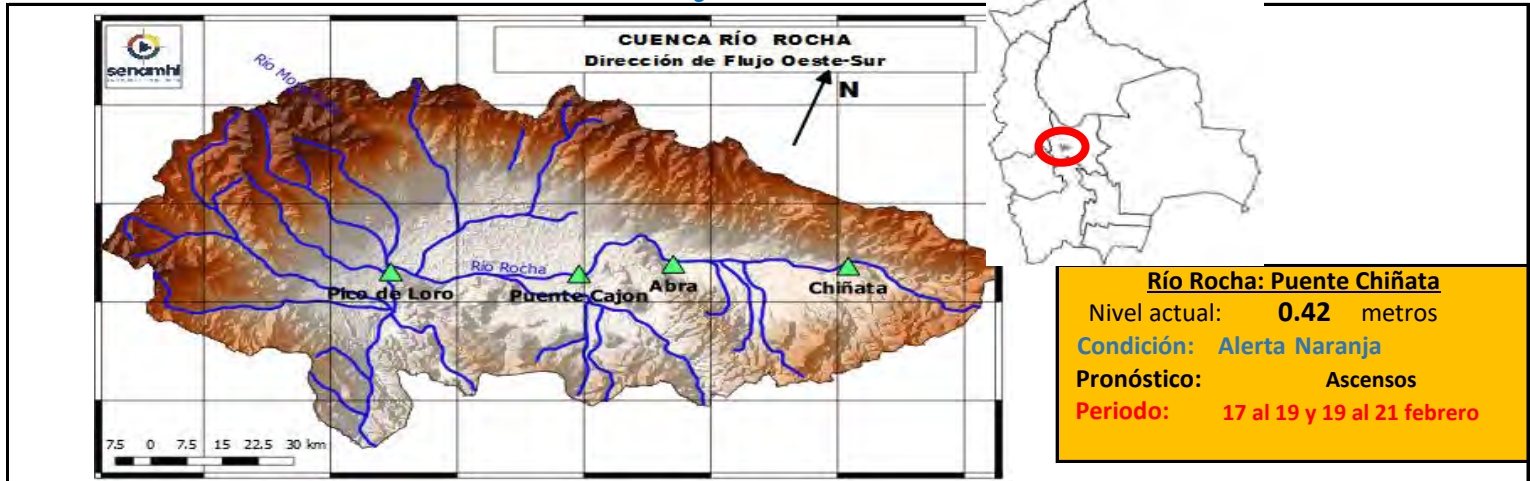 senamhi
CUENCA RÍO ROCHA
Dirección de Flujo Oeste-Sur
N
Río
Río Rocha
Pico de Loro
Puente Cajon
Abra
Chiñata
7.5 0 7.5 15 22.5 30 km
Río Rocha: Puente Chiñata
Nivel actual: 0.42 metros
Condición: Alerta Naranja
Pronóstico: Ascensos
Periodo: 17 al 19 y 19 al 21 febrero